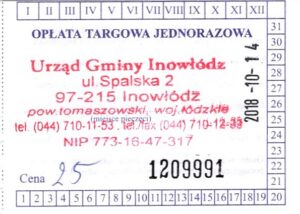 I II III IV V VI VII VIII IX X XI XII
OPŁATA TARGOWA JEDNORAZOWA
Urząd Gminy Inowłódz
ul.Spalska 2
97-215 Inowłódz
pow.tomaszowski, woj.łódzkie
tel. (044) 710-11-53, tel./fax (044) 710-12-33
(miejsce pieczęci)
NIP 773-16-47-317
Cena 25 1209991
2018-10-14
31
30
29
28
27
26
25
24
23
22
21
1 2 3 4 5 6 7 8 9 10 11 12 13 14 15 16 17 18 19 20